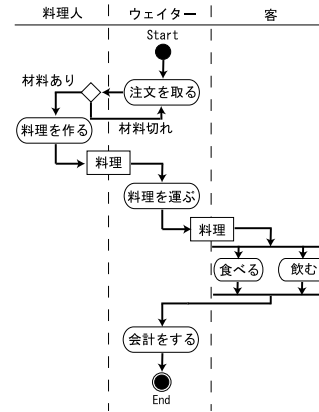 料理人
ウェイター
客
Start
材料あり
注文を取る
材料切れ
料理を作る
料理
料理を運ぶ
料理
食べる
飲む
会計をする
End